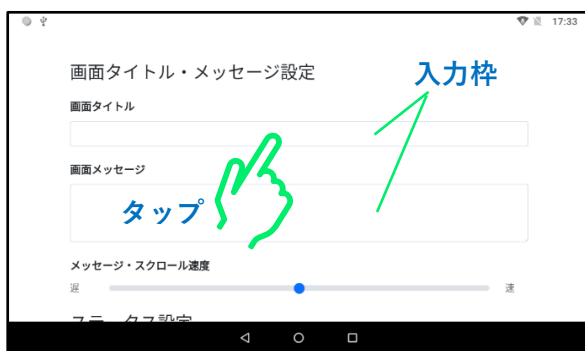 17:33
画面タイトル・メッセージ設定
入力枠
画面タイトル
画面メッセージ
タップ
メッセージ・スクロール速度
遅
速